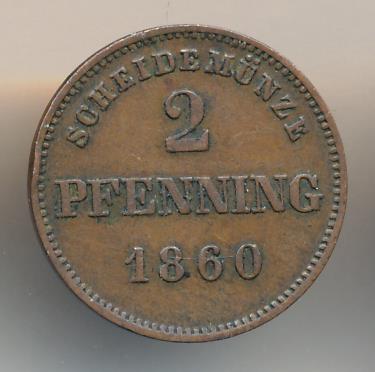 SCHEIDEMÜNZE
2
PFENNING
1860